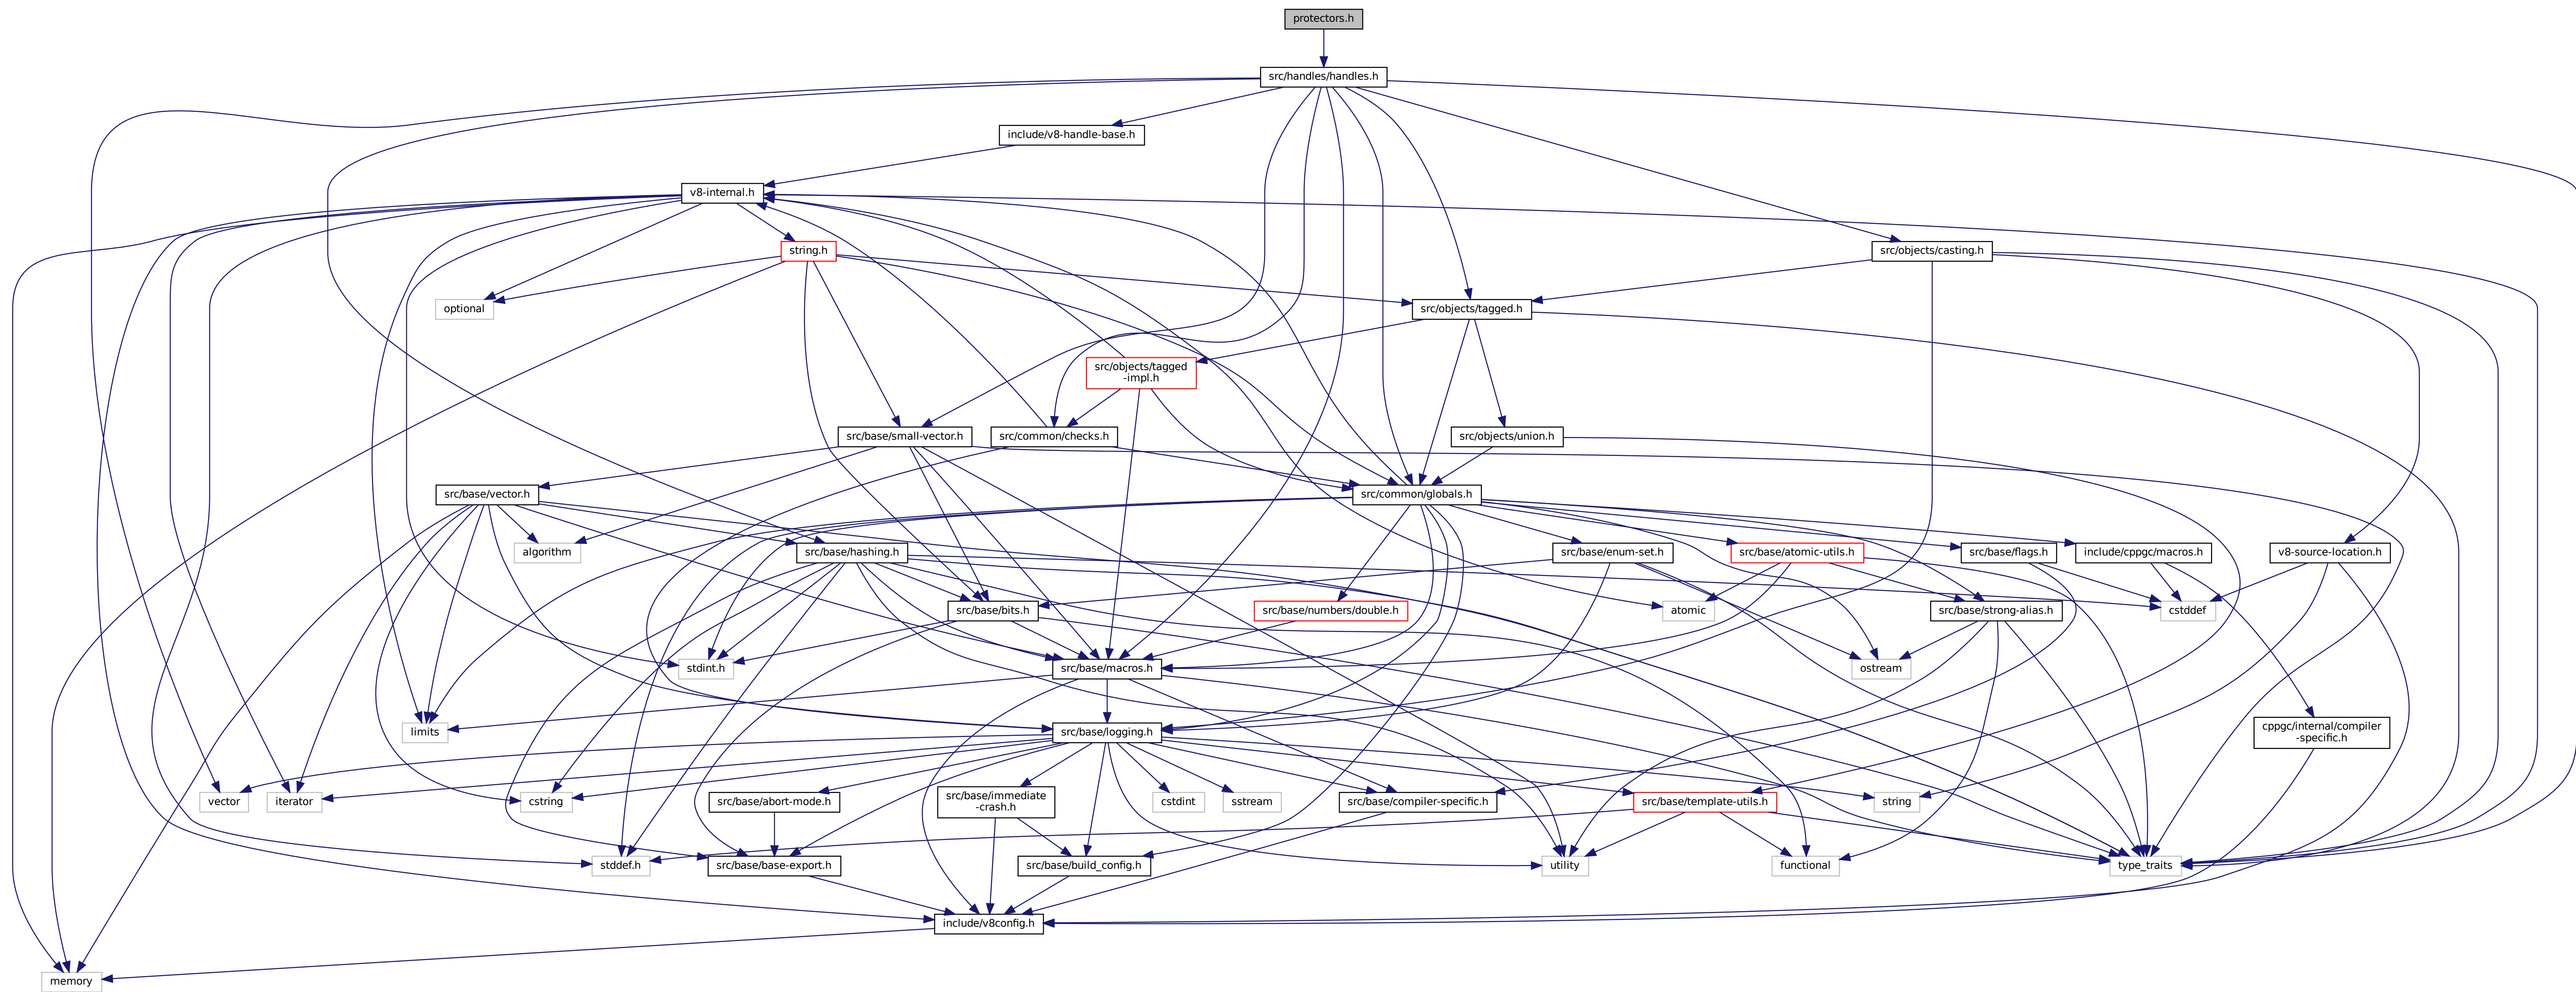 protectors.h
src/handles/handles.h
include/v8-handle-base.h
v8-internal.h
string.h
src/objects/casting.h
optional
src/objects/tagged.h
src/objects/tagged
-impl.h
src/base/small-vector.h
src/common/checks.h
src/objects/union.h
src/base/vector.h
src/common/globals.h
algorithm
src/base/hashing.h
src/base/enum-set.h
src/base/atomic-utils.h
src/base/flags.h
include/cppgc/macros.h
v8-source-location.h
src/base/bits.h
src/base/numbers/double.h
atomic
src/base/strong-alias.h
cstddef
stdint.h
src/base/macros.h
ostream
limits
src/base/logging.h
cppgc/internal/compiler
-specific.h
vector
iterator
cstring
src/base/abort-mode.h
src/base/immediate
-crash.h
cstdint
sstream
src/base/compiler-specific.h
src/base/template-utils.h
string
stddef.h
src/base/base-export.h
src/base/build_config.h
utility
functional
type_traits
include/v8config.h
memory